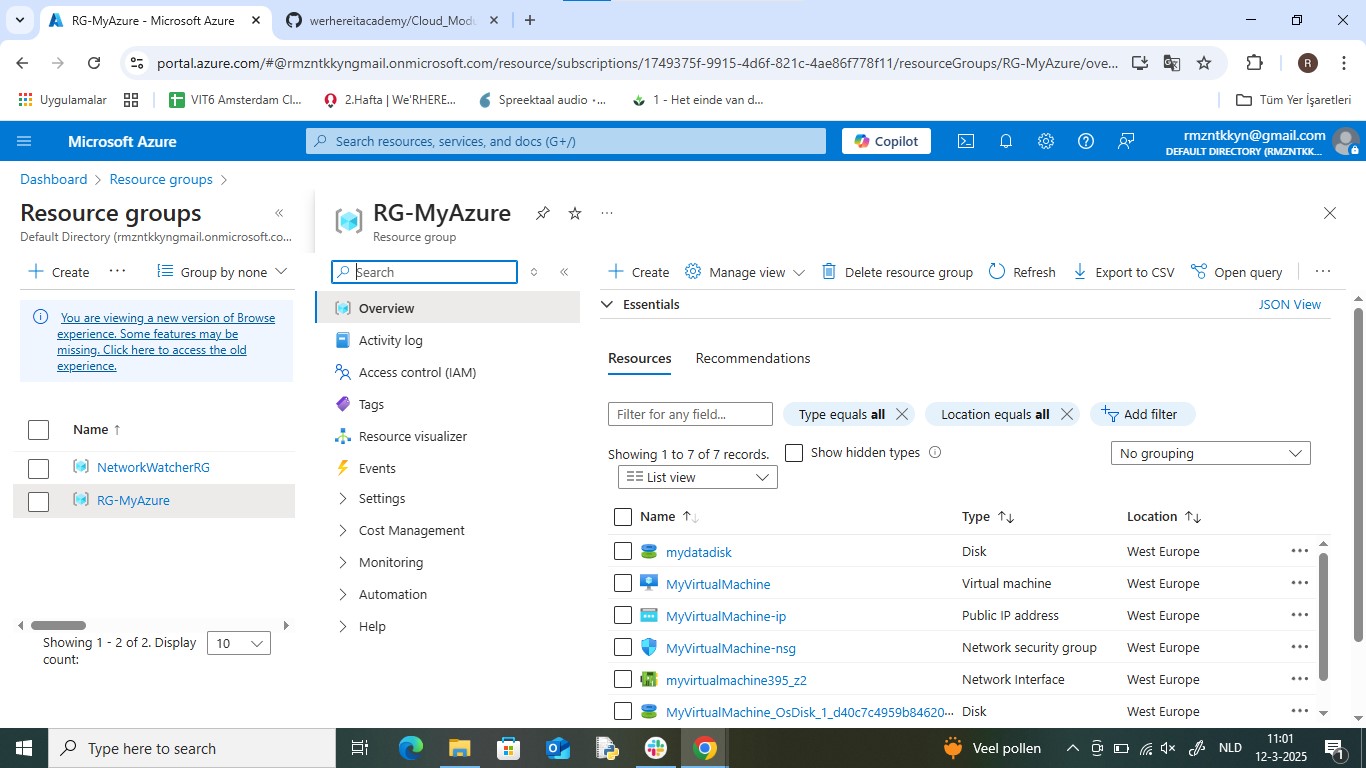 RG-MyAzure - Microsoft Azure
werhereitacademy/Cloud_Modu
portal.azure.com/#@rmzntkkyngmail.onmicrosoft.com/resource/subscriptions/1749375f-9915-4d6f-821c-4ae86f778f11/resourceGroups/RG-MyAzure/ove...
R
Uygulamalar
VIT6 Amsterdam Cl...
2.Hafta | We'RHERE...
Spreektaal audio •...
1 - Het einde van d...
Tüm Yer İşaretleri
Microsoft Azure
Search resources, services, and docs (G+/)
Copilot
rmzntkkyn@gmail.com
DEFAULT DIRECTORY (RMZNTKK...
Dashboard > Resource groups >
Resource groups
Default Directory (rmzntkkyngmail.onmicrosoft.co...
+ Create
...
Group by none
You are viewing a new version of Browse
experience. Some features may be
missing. Click here to access the old
experience.
Name ↑
NetworkWatcherRG
RG-MyAzure
Showing 1 - 2 of 2. Display
count:
10
RG-MyAzure
...
Resource group
Search
Overview
Activity log
Access control (IAM)
Tags
Resource visualizer
Events
Settings
Cost Management
Monitoring
Automation
Help
+ Create
Manage view
Delete resource group
Refresh
Export to CSV
Open query
...
Essentials
JSON View
Resources
Recommendations
Filter for any field...
Type equals all
Location equals all
Add filter
Showing 1 to 7 of 7 records.
Show hidden types
No grouping
List view
Name ↑↓
Type ↑↓
Location ↑↓
mydatadisk Disk West Europe
MyVirtualMachine Virtual machine West Europe
MyVirtualMachine-ip Public IP address West Europe
MyVirtualMachine-nsg Network security group West Europe
myvirtualmachine395_z2 Network Interface West Europe
MyVirtualMachine_OsDisk_1_d40c7c4959b84620... Disk West Europe
Type here to search
Veel pollen
NLD
11:01
12-3-2025
1